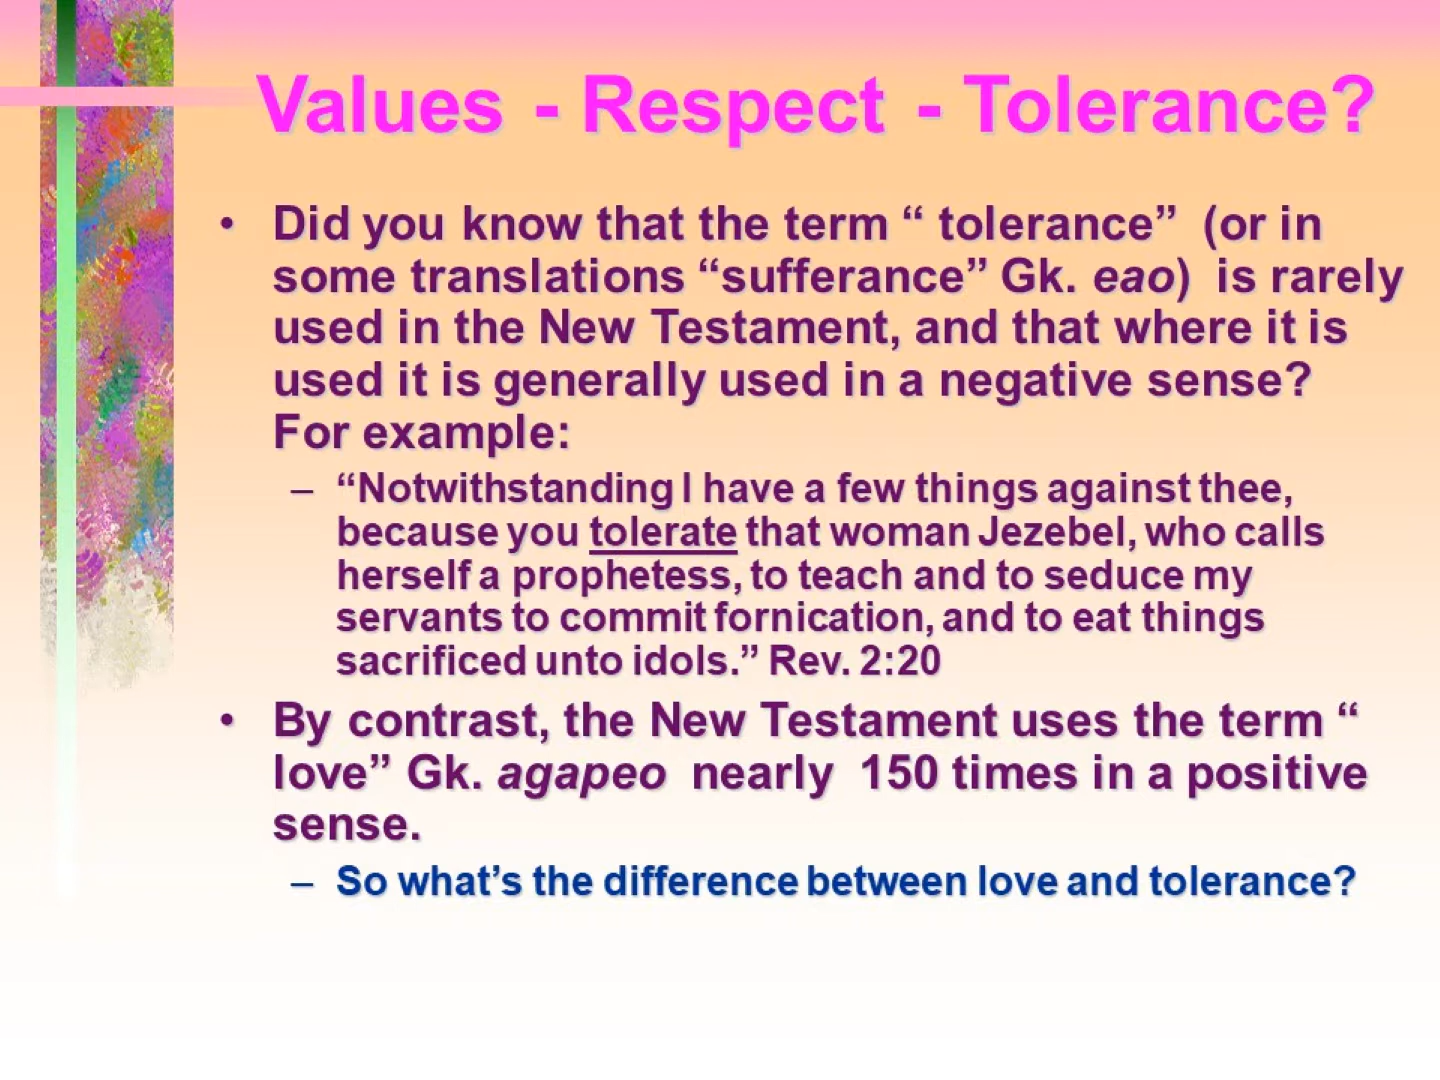 Values - Respect - Tolerance?
• Did you know that the term “ tolerance” (or in
some translations “sufferance” Gk. eao) is rarely
used in the New Testament, and that where it is
used it is generally used in a negative sense?
For example:
– “Notwithstanding I have a few things against thee,
because you tolerate that woman Jezebel, who calls
herself a prophetess, to teach and to seduce my
servants to commit fornication, and to eat things
sacrificed unto idols.” Rev. 2:20
• By contrast, the New Testament uses the term “
love” Gk. agapeo nearly 150 times in a positive
sense.
– So what’s the difference between love and tolerance?